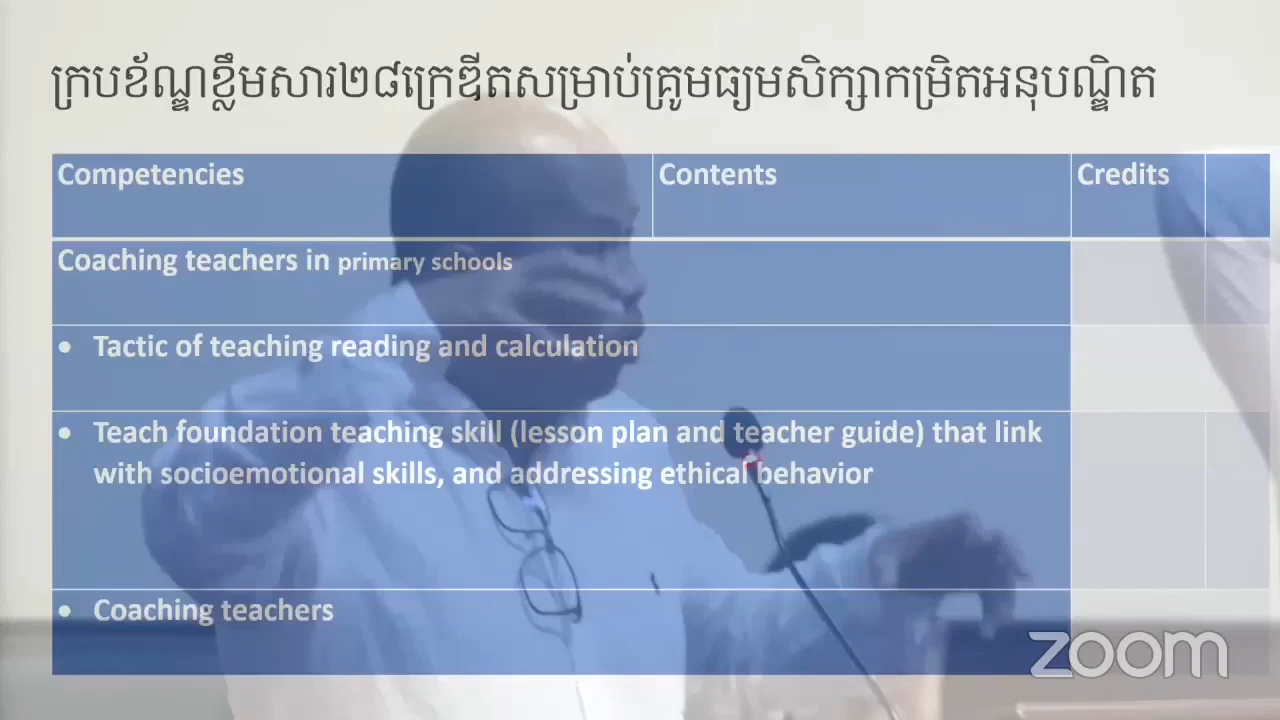 ក្របខ័ណ្ឌខ្លឹមសារ២៨ក្រេឌីតសម្រាប់គ្រូមធ្យមសិក្សាកម្រិតអនុបណ្ឌិត
Competencies Contents Credits
Coaching teachers in primary schools
• Tactic of teaching reading and calculation
• Teach foundation teaching skill (lesson plan and teacher guide) that link
with socioemotional skills, and addressing ethical behavior
• Coaching teachers
zoom